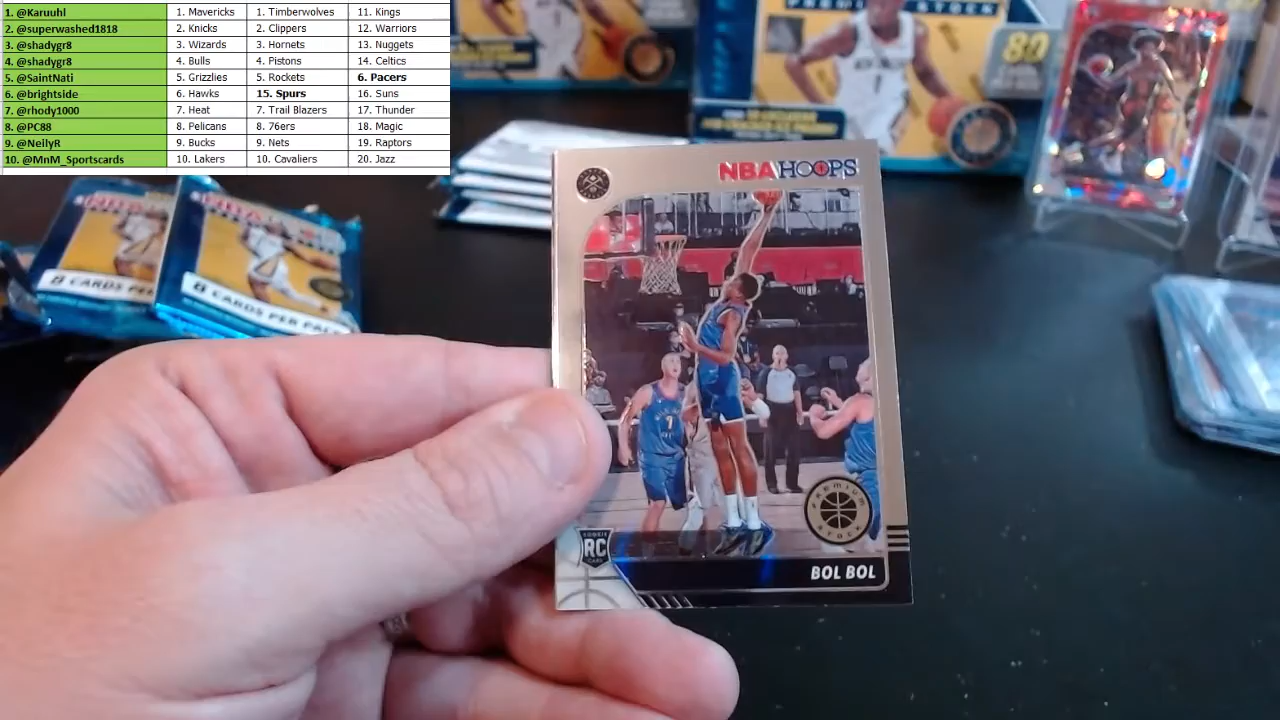 1. @Karuuhl 1. Mavericks 1. Timberwolves 11. Kings
2. @superwashed1818 2. Knicks 2. Clippers 12. Warriors
3. @shadygr8 3. Wizards 3. Hornets 13. Nuggets
4. @shadygr8 4. Bulls 4. Pistons 14. Celtics
5. @SaintNati 5. Grizzlies 5. Rockets 6. Pacers
6. @brightside 6. Hawks 15. Spurs 16. Suns
7. @rhody1000 7. Heat 7. Trail Blazers 17. Thunder
8. @PC88 8. Pelicans 8. 76ers 18. Magic
9. @NeilyR 9. Bucks 9. Nets 19. Raptors
10. @MnM_Sportscards 10. Lakers 10. Cavaliers 20. Jazz
PREMIUM STOCK
80
NBA HOOPS
8 CARDS PER PACK
8 CARDS PER PACK
7
PREMIUM
STOCK
ROOKIE
RC
CARD
BOL BOL